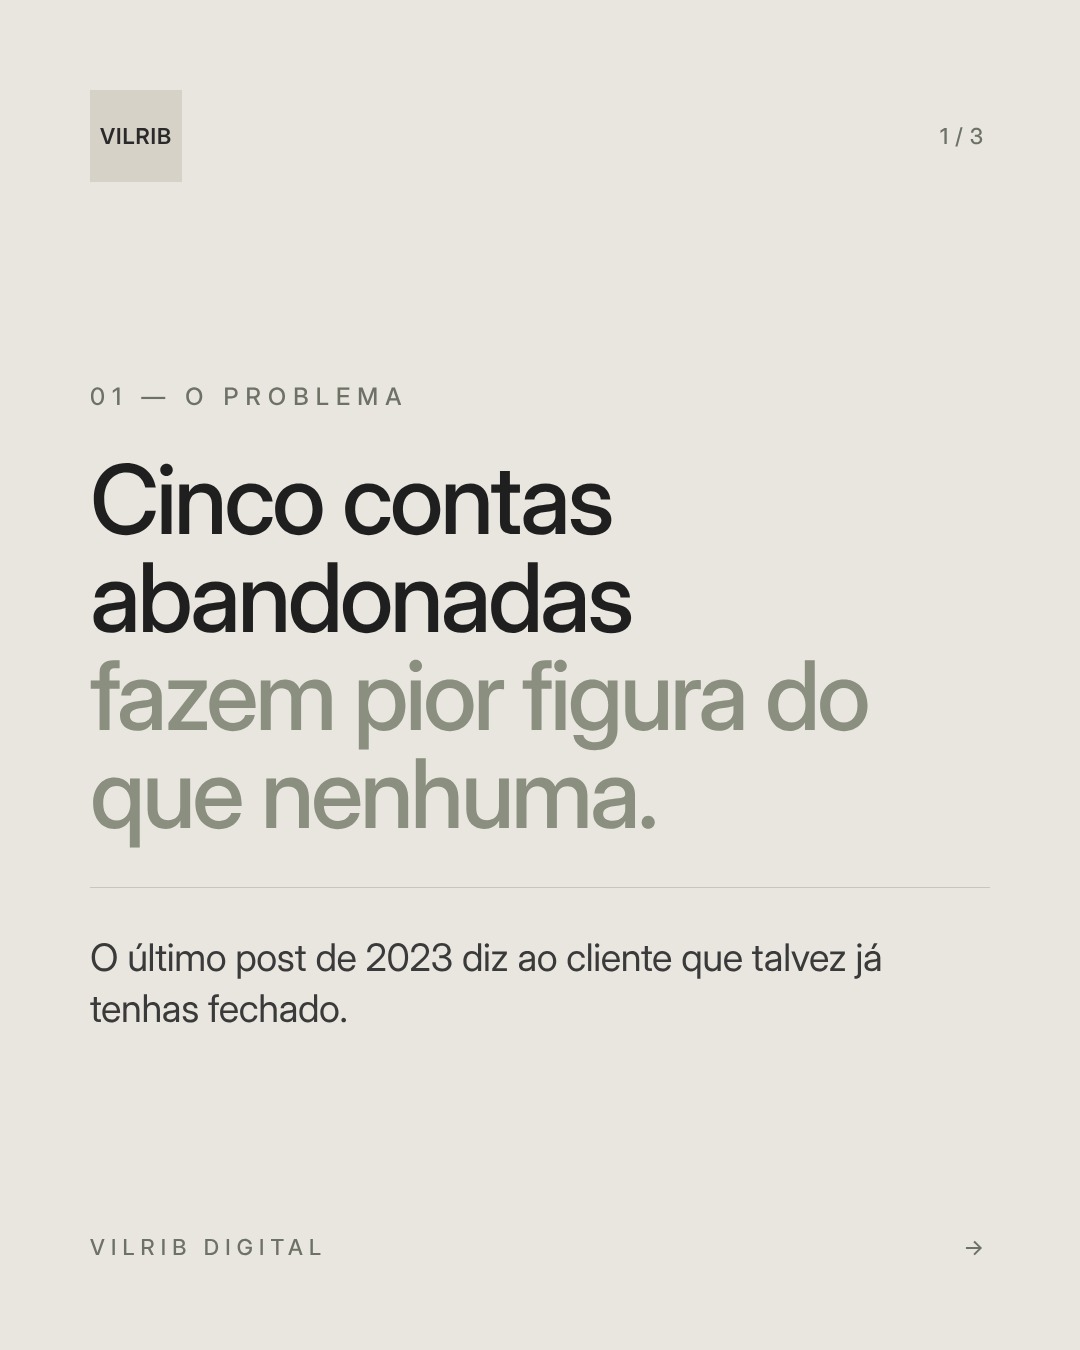 VILRIB
1 / 3
01 — O PROBLEMA
Cinco contas
abandonadas
fazem pior figura do
que nenhuma.
O último post de 2023 diz ao cliente que talvez já
tenhas fechado.
VILRIB DIGITAL
→